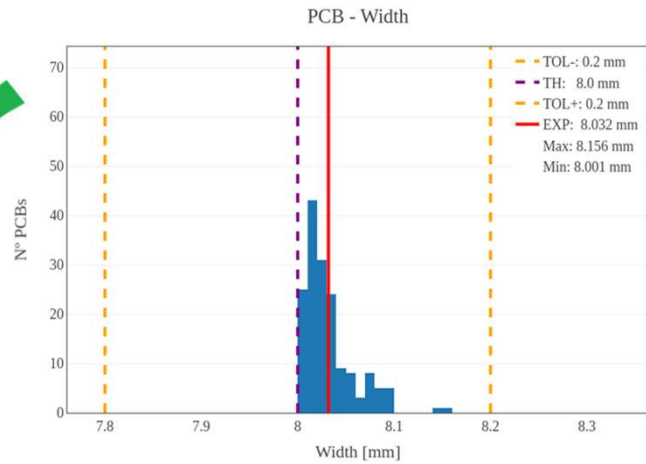 PCB - Width
70
60
50
40
30
20
10
0
Nº PCBs
TOL-: 0.2 mm
TH: 8.0 mm
TOL+: 0.2 mm
EXP: 8.032 mm
Max: 8.156 mm
Min: 8.001 mm
7.8 7.9 8 8.1 8.2 8.3
Width [mm]